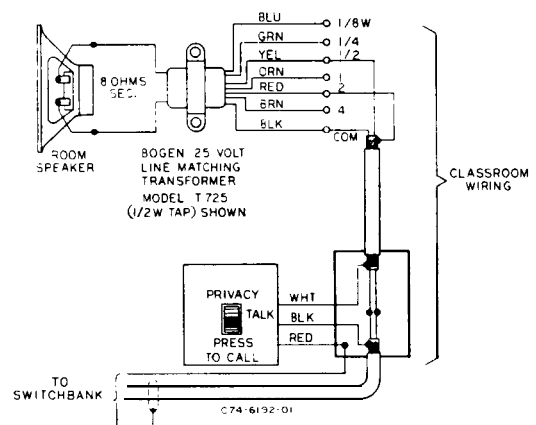 BLU
1/8W
GRN
1/4
YEL
1/2
ORN
1
RED
2
BRN
4
BLK
COM
8 OHMS
SEC.
ROOM
SPEAKER
BOGEN 25 VOLT
LINE MATCHING
TRANSFORMER
MODEL T725
(1/2W TAP) SHOWN
CLASSROOM
WIRING
PRIVACY
TALK
PRESS
TO CALL
WHT
BLK
RED
TO
SWITCHBANK
C74-6192-01